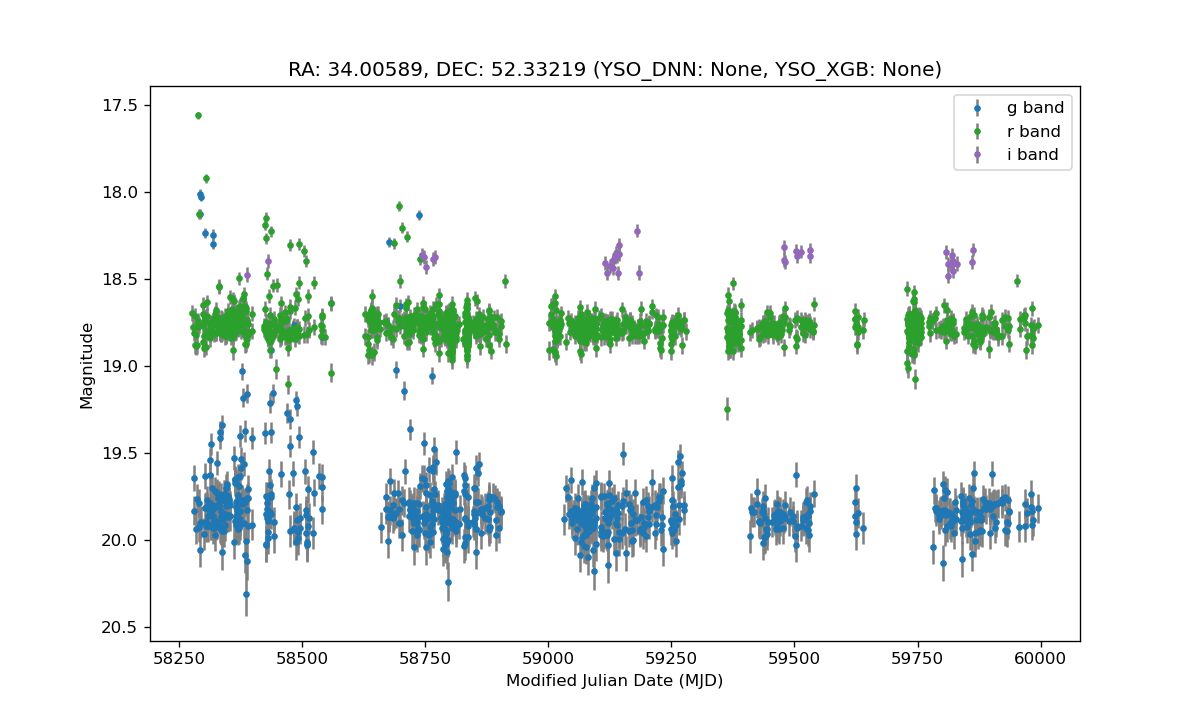 RA: 34.00589, DEC: 52.33219 (YSO_DNN: None, YSO_XGB: None)
g band
r band
i band
17.5
18.0
18.5
19.0
19.5
20.0
20.5
Magnitude
58250
58500
58750
59000
59250
59500
59750
60000
Modified Julian Date (MJD)